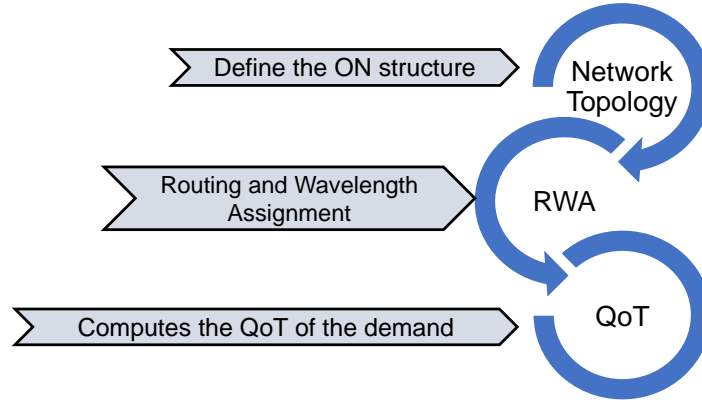 Define the ON structure
Network
Topology
Routing and Wavelength
Assignment
RWA
Computes the QoT of the demand
QoT